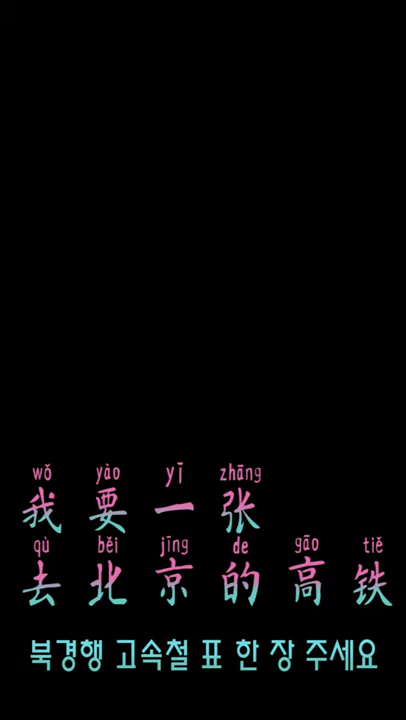 wǒ yào yī zhāng
我要一张
qù běi jīng de gāo tiě
去北京的高铁
북경행 고속철 표 한 장 주세요